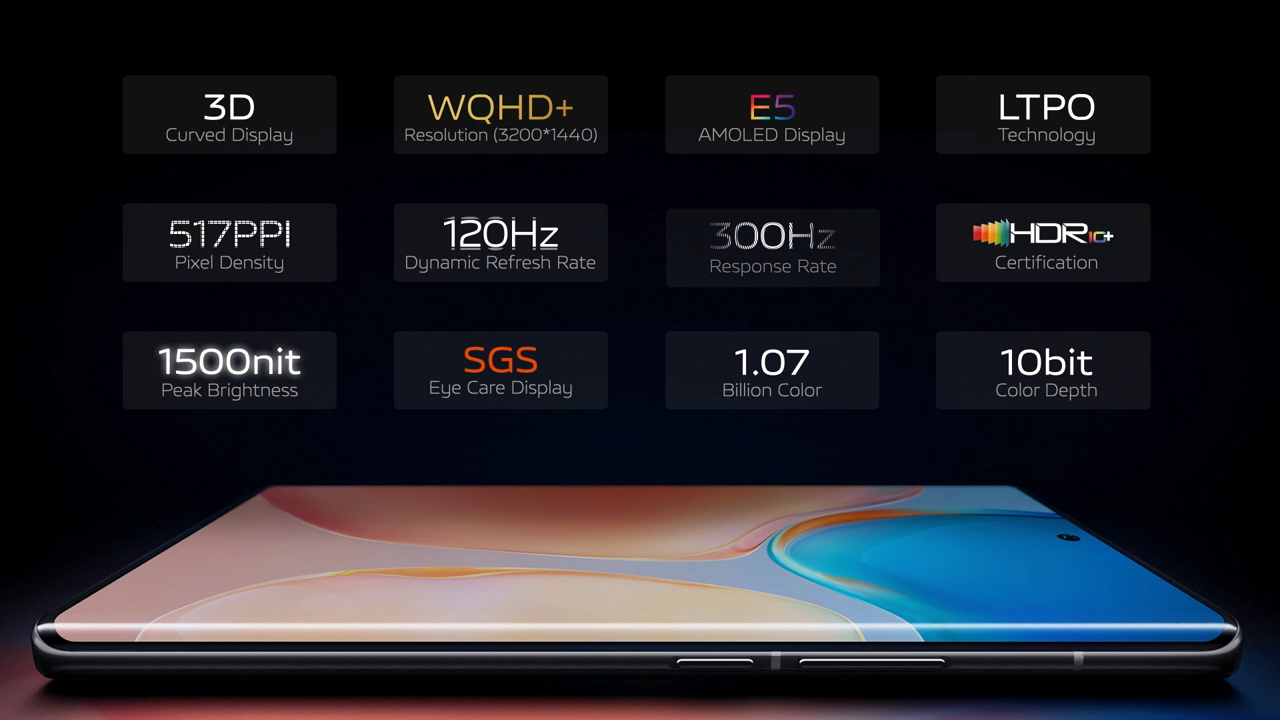 3D
Curved Display
WQHD+
Resolution (3200*1440)
E5
AMOLED Display
LTPO
Technology
517PPI
Pixel Density
120Hz
Dynamic Refresh Rate
300Hz
Response Rate
HDR10+
Certification
1500nit
Peak Brightness
SGS
Eye Care Display
1.07
Billion Color
10bit
Color Depth